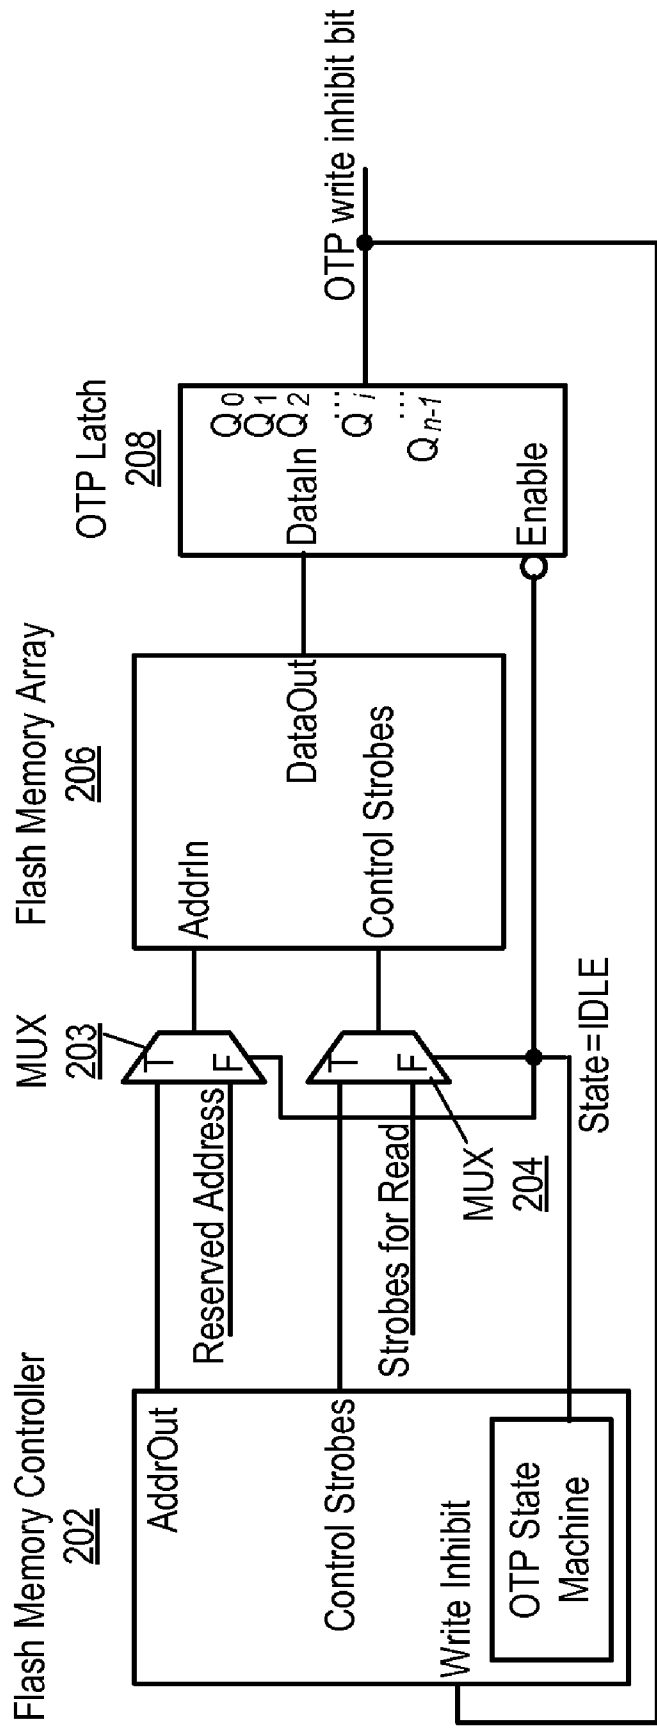 Flash Memory Controller
202
AddrOut
Control Strobes
Write Inhibit
OTP State
Machine
Reserved Address
Strobes for Read
MUX
203
T
F
T
F
MUX
204
State=IDLE
Flash Memory Array
206
AddrIn
DataOut
Control Strobes
OTP Latch
208
DataIn
Q0
Q1
Q2
...
Qi
...
Qn-1
Enable
OTP write inhibit bit